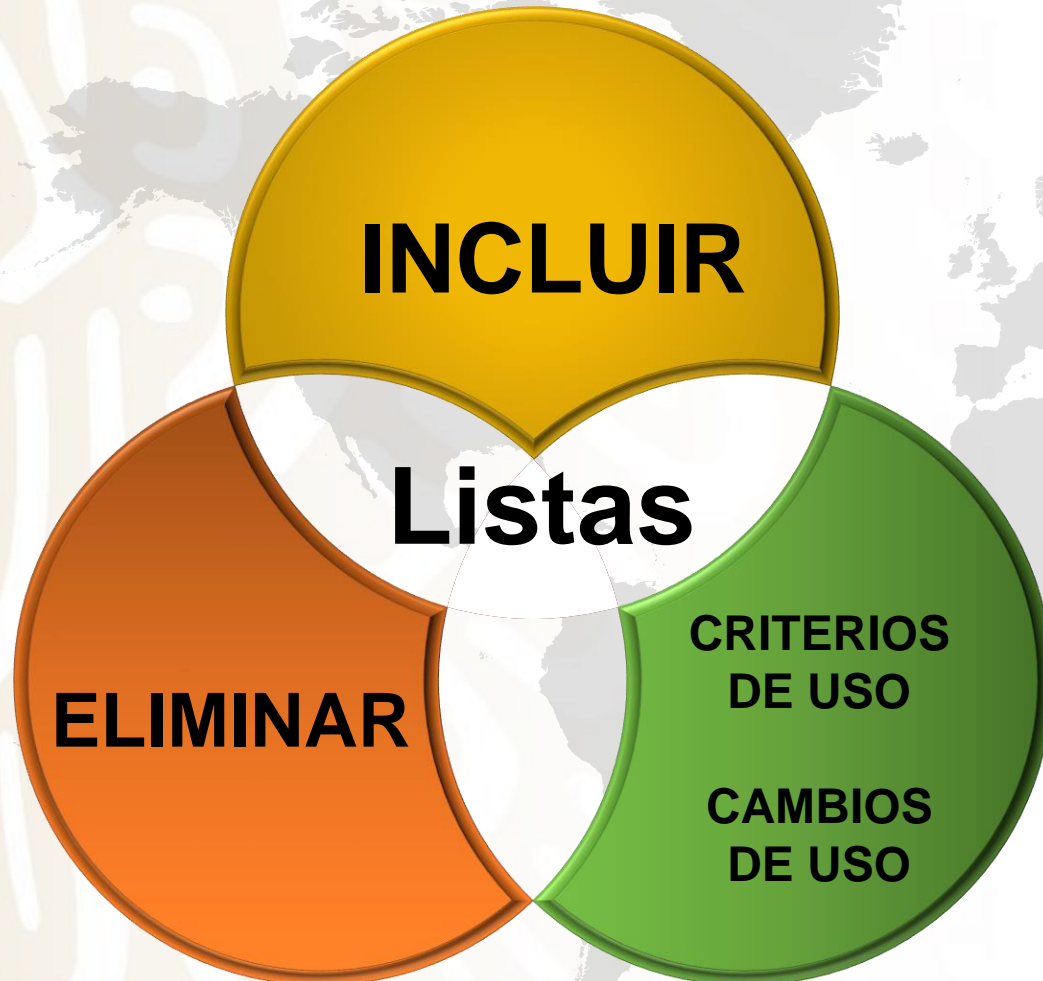 INCLUIR
Listas
ELIMINAR
CRITERIOS
DE USO
CAMBIOS
DE USO